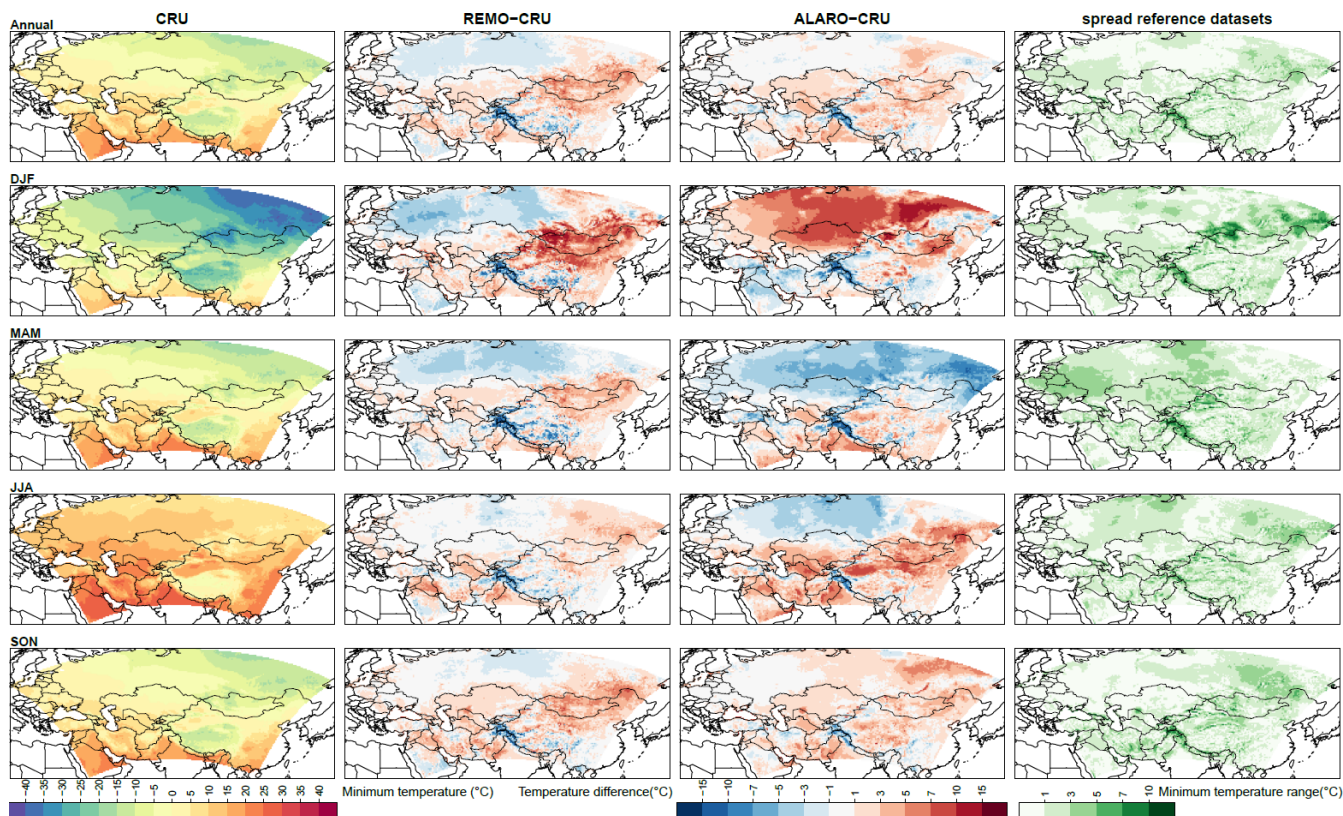 CRU REMO−CRU ALARO−CRU spread reference datasets
Annual
DJF
MAM
JJA
SON
−40 −35 −30 −25 −20 −15 −10 −5 0 5 10 15 20 25 30 35 40 Minimum temperature (°C) Temperature difference(°C) −15 −10 −7 −5 −3 −1 1 3 5 7 10 15 1 3 5 7 10 Minimum temperature range(°C)